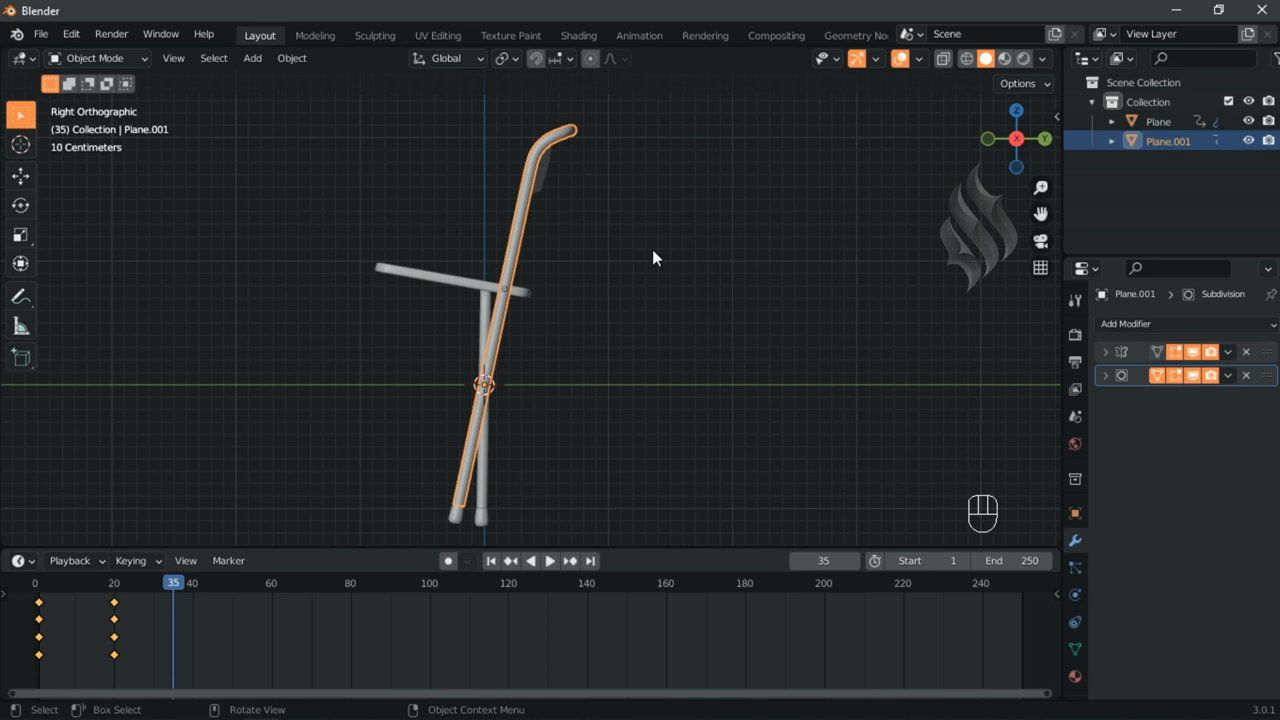 Blender
File Edit Render Window Help Layout Modeling Sculpting UV Editing Texture Paint Shading Animation Rendering Compositing Geometry No Scene View Layer
Object Mode View Select Add Object Global
Options
Right Orthographic
(35) Collection | Plane.001
10 Centimeters
Z
X
Y
Scene Collection
Collection
Plane
Plane.001
Plane.001 Subdivision
Add Modifier
Playback Keying View Marker 35 Start 1 End 250
0 20 35 40 60 80 100 120 140 160 180 200 220 240
Select Box Select Rotate View Object Context Menu 3.0.1